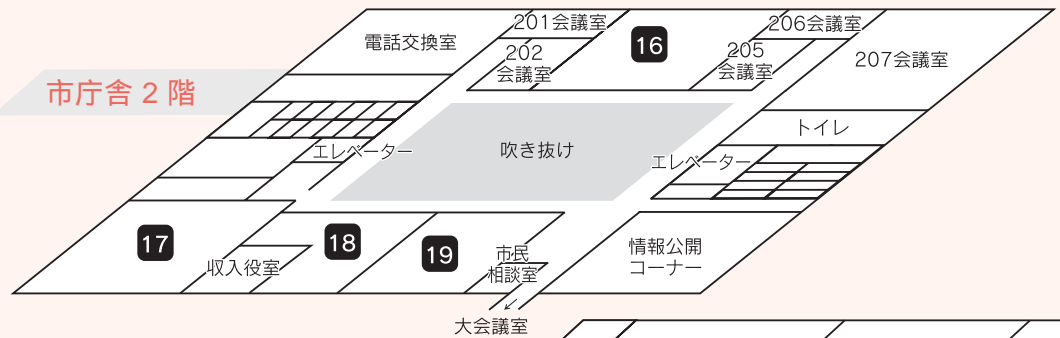 市庁舎2階
電話交換室
201会議室
202
会議室
16
205
会議室
206会議室
207会議室
トイレ
エレベーター
吹き抜け
エレベーター
17
収入役室
18
19
市民
相談室
情報公開
コーナー
大会議室